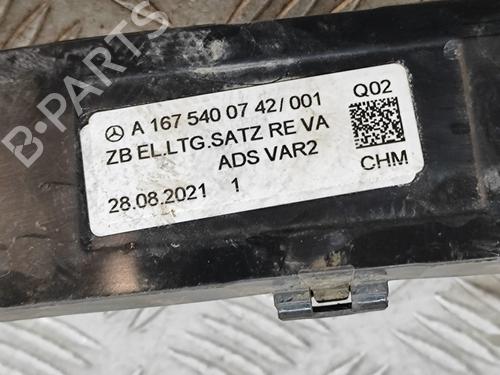 A 167 540 07 42/ 001
Q02
ZB EL.LTG.SATZ RE VA
ADS VAR2
CHM
28.08.2021 1
B-PARTS